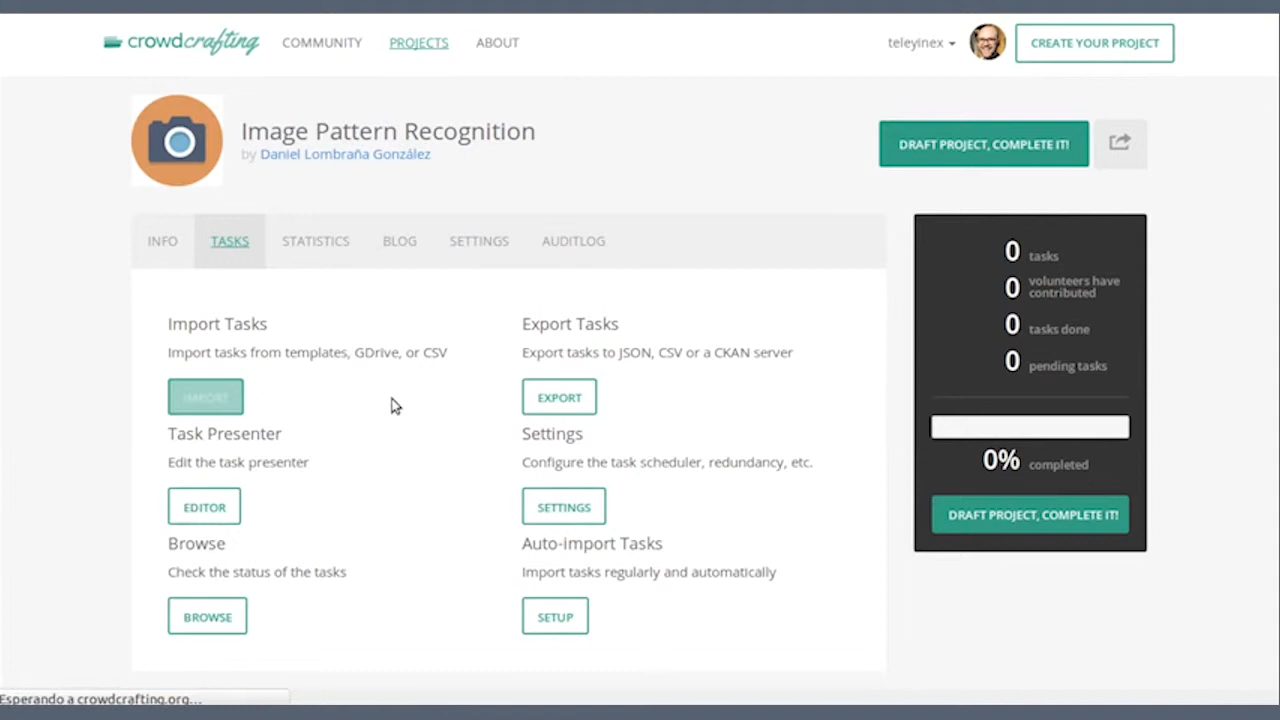 crowdcrafting COMMUNITY PROJECTS ABOUT teleyinex CREATE YOUR PROJECT
Image Pattern Recognition
by Daniel Lombraña González
DRAFT PROJECT, COMPLETE IT!
INFO TASKS STATISTICS BLOG SETTINGS AUDITLOG
Import Tasks
Import tasks from templates, GDrive, or CSV
IMPORT
Export Tasks
Export tasks to JSON, CSV or a CKAN server
EXPORT
Task Presenter
Edit the task presenter
EDITOR
Settings
Configure the task scheduler, redundancy, etc.
SETTINGS
Browse
Check the status of the tasks
BROWSE
Auto-import Tasks
Import tasks regularly and automatically
SETUP
0 tasks
0 volunteers have
contributed
0 tasks done
0 pending tasks
0% completed
DRAFT PROJECT, COMPLETE IT!
Esperando a crowdcrafting.org...